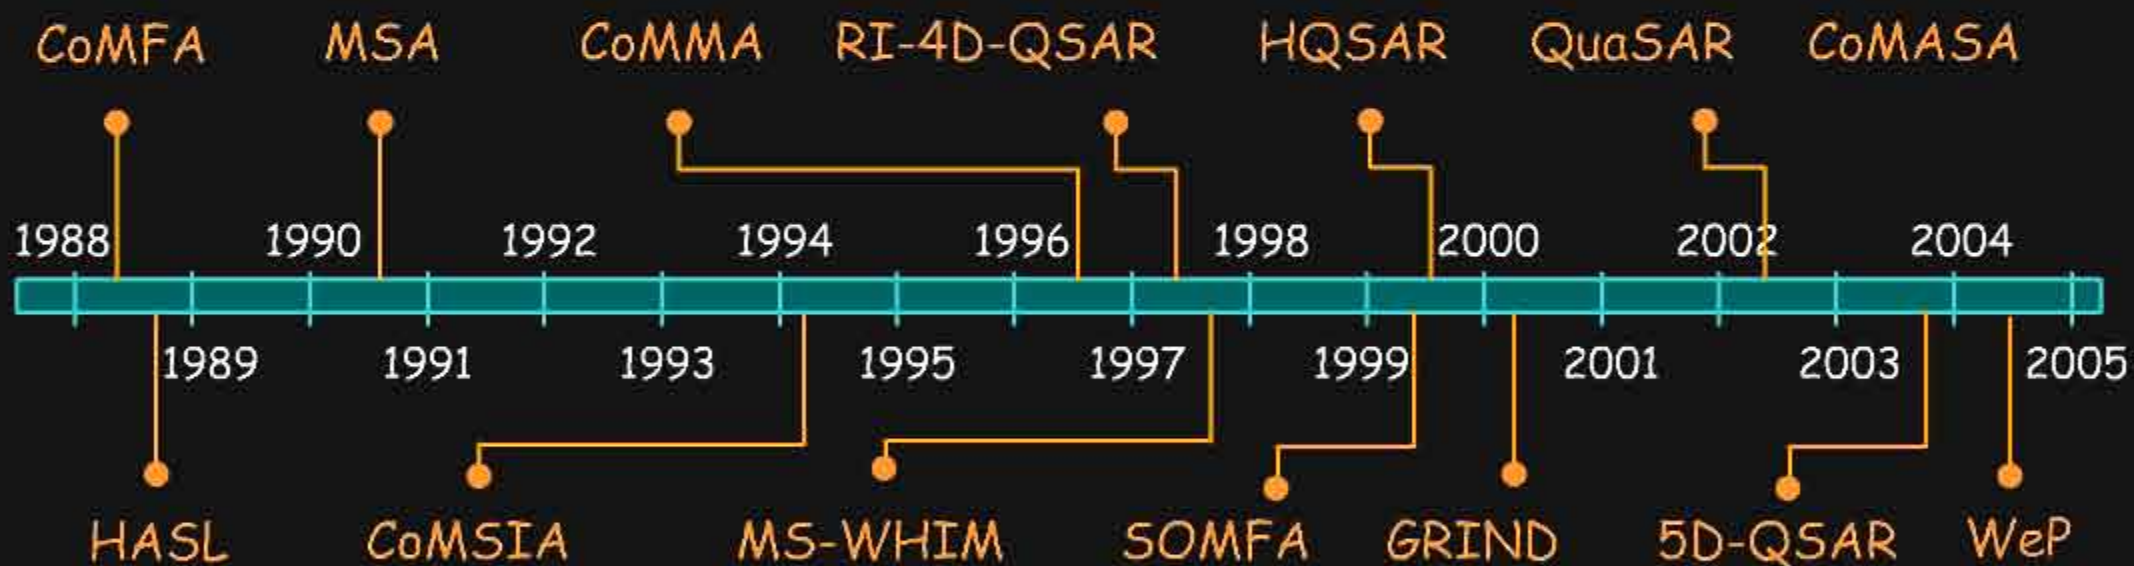 CoMFA MSA CoMMA RI-4D-QSAR HQSAR QuaSAR CoMASA
1988 1990 1992 1994 1996 1998 2000 2002 2004
1989 1991 1993 1995 1997 1999 2001 2003 2005
HASL CoMSIA MS-WHIM SOMFA GRIND 5D-QSAR WeP